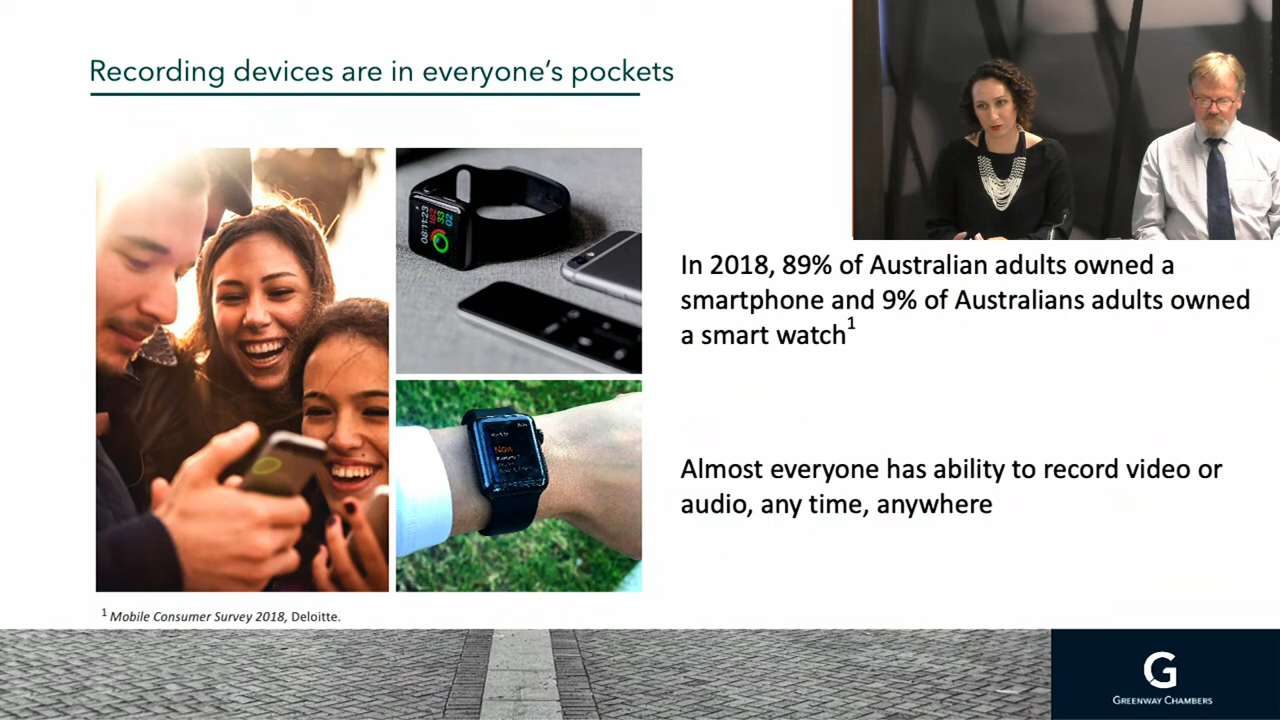 Recording devices are in everyone's pockets
In 2018, 89% of Australian adults owned a
smartphone and 9% of Australians adults owned
a smart watch1
Almost everyone has ability to record video or
audio, any time, anywhere
1 Mobile Consumer Survey 2018, Deloitte.
Now
G
GREENWAY CHAMBERS